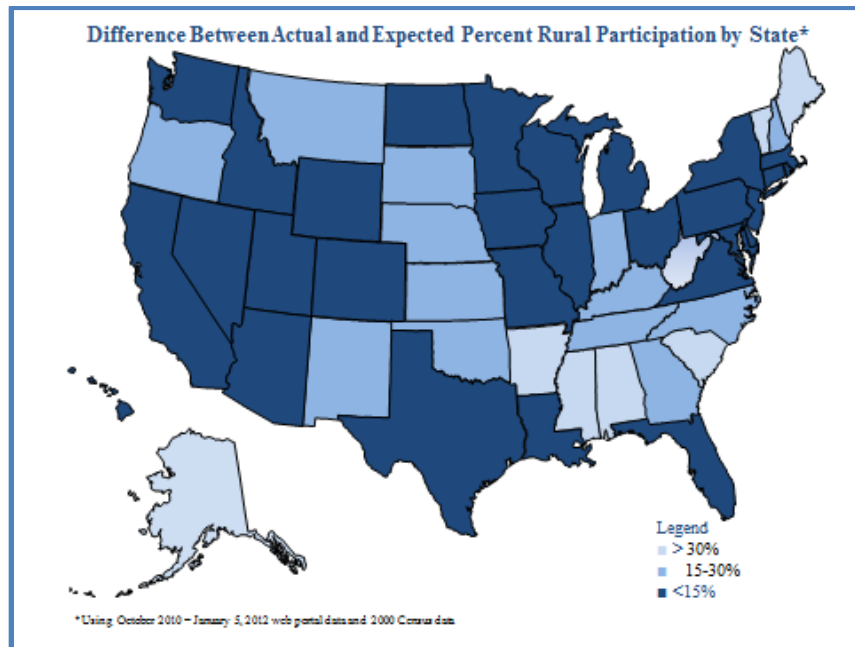 Difference Between Actual and Expected Percent Rural Participation by State*
Legend
> 30%
15-30%
<15%
*Using October 2010 – January 5, 2012 web portal data and 2000 Census data